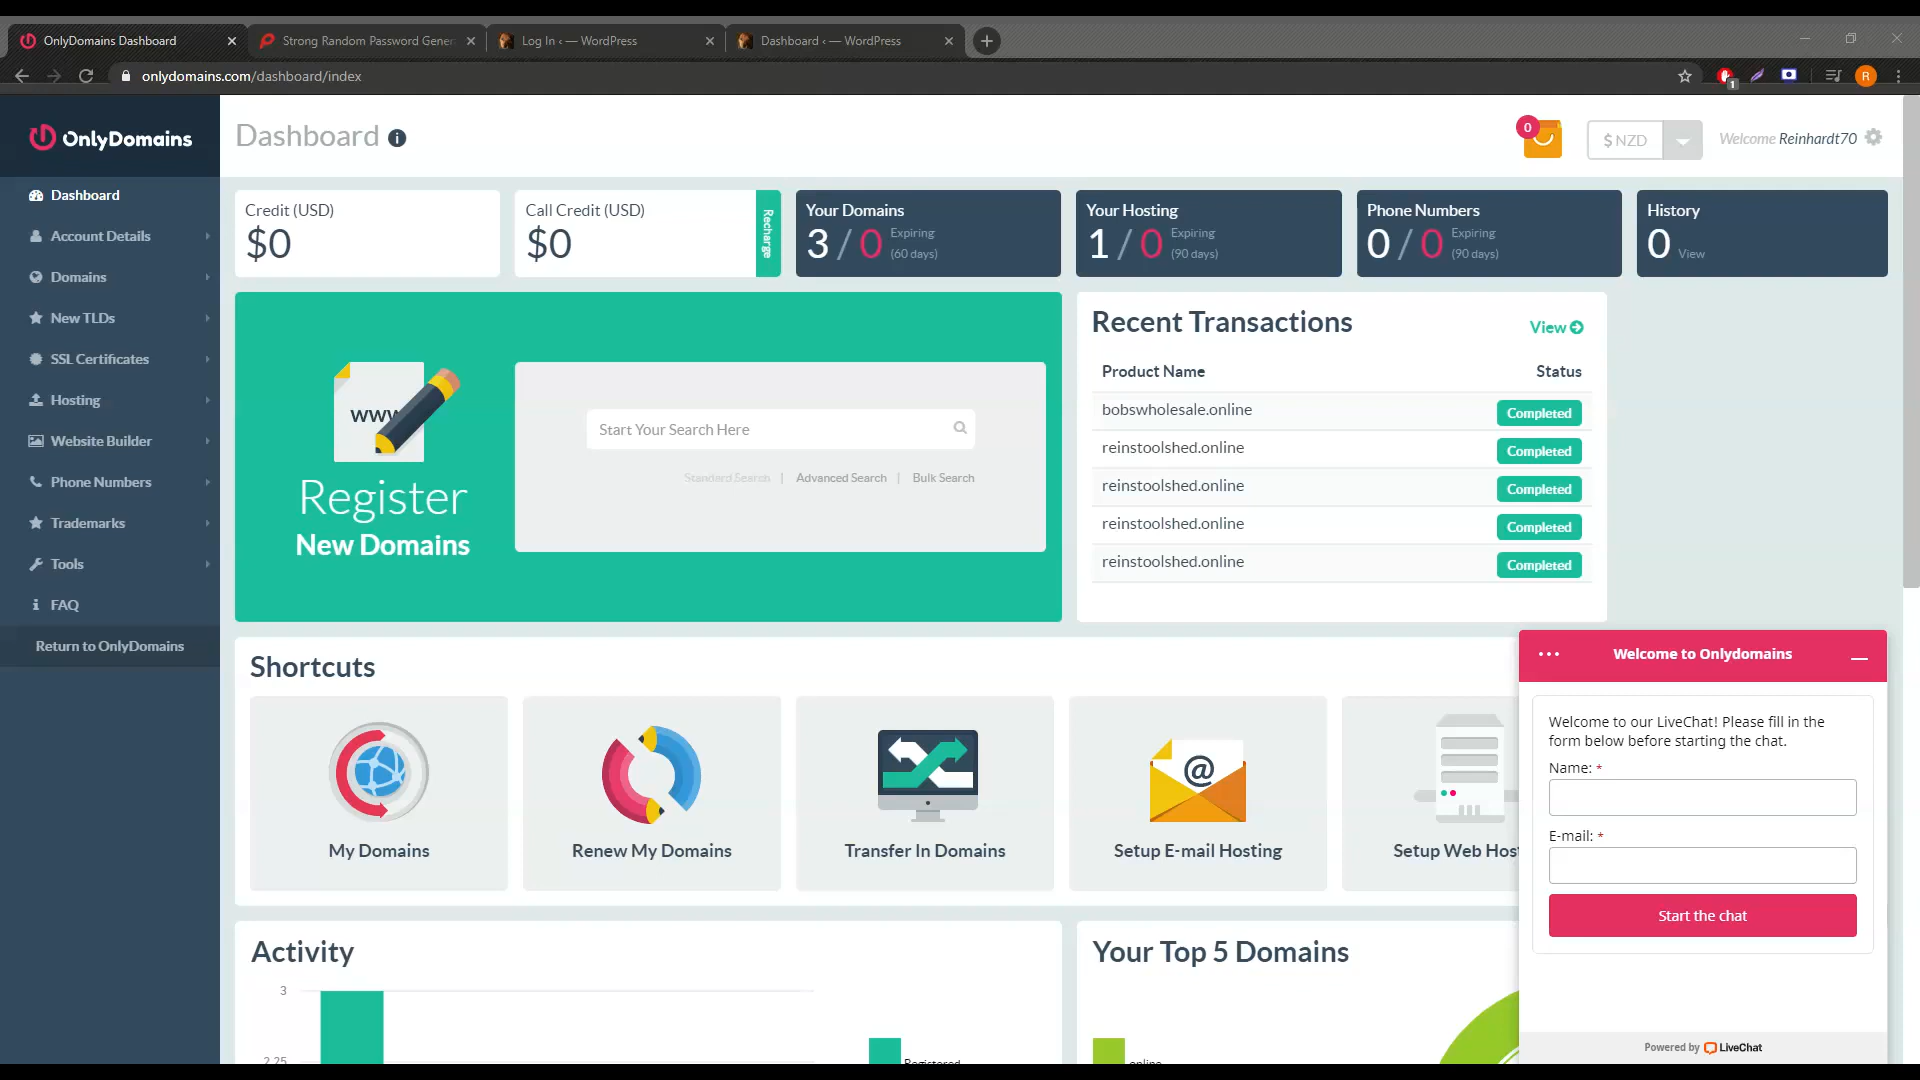 OnlyDomains Dashboard
Strong Random Password Gener
Log In ‹ — WordPress
Dashboard ‹ — WordPress
onlydomains.com/dashboard/index
1
R
OnlyDomains
Dashboard
0
$ NZD
Welcome Reinhardt70
Dashboard
Account Details
Domains
New TLDs
SSL Certificates
Hosting
Website Builder
Phone Numbers
Trademarks
Tools
FAQ
Return to OnlyDomains
Credit (USD)
$0
Call Credit (USD)
$0
Recharge
Your Domains
3 / 0 Expiring (60 days)
Your Hosting
1 / 0 Expiring (90 days)
Phone Numbers
0 / 0 Expiring (90 days)
History
0 View
www
Register
New Domains
Start Your Search Here
Standard Search | Advanced Search | Bulk Search
Recent Transactions
View
Product Name Status
bobswholesale.online Completed
reinstoolshed.online Completed
reinstoolshed.online Completed
reinstoolshed.online Completed
reinstoolshed.online Completed
Shortcuts
@
My Domains
Renew My Domains
Transfer In Domains
Setup E-mail Hosting
Setup Web Host
Activity
3
2.25
Registered
Your Top 5 Domains
online
Welcome to Onlydomains
Welcome to our LiveChat! Please fill in the
form below before starting the chat.
Name: *
E-mail: *
Start the chat
Powered by LiveChat